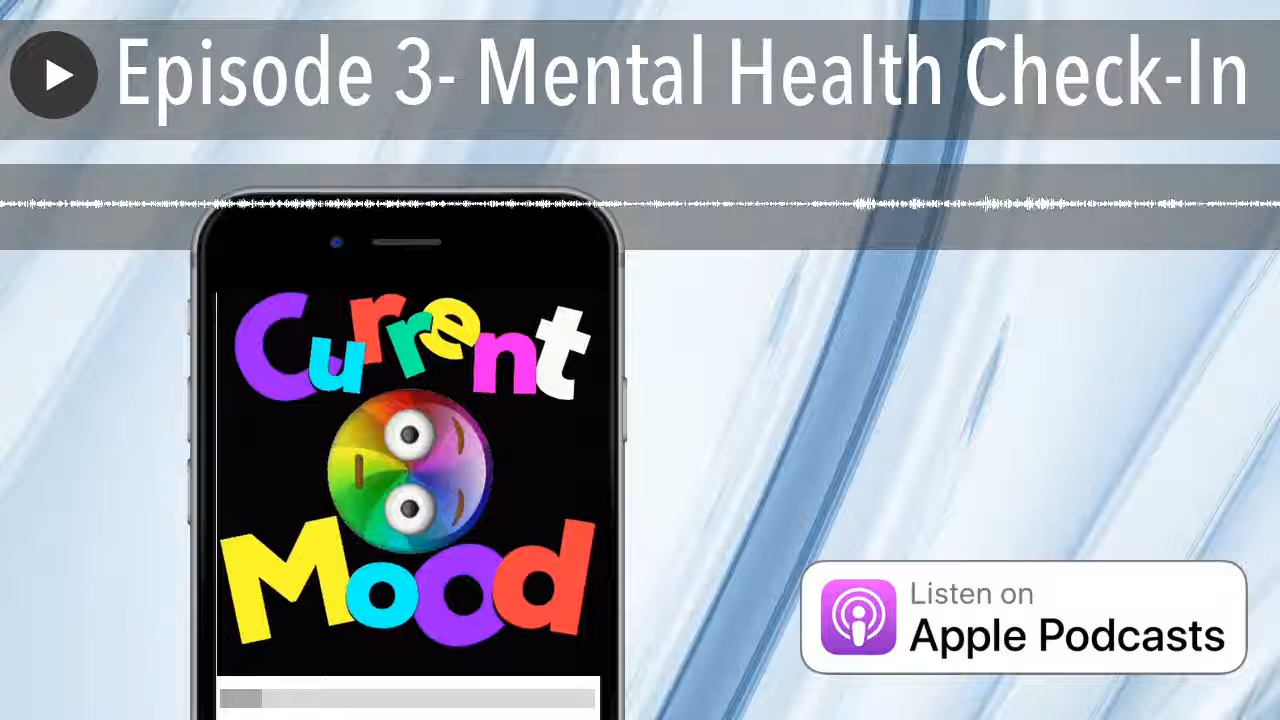 Episode 3- Mental Health Check-In
Current
Mood
Listen on
Apple Podcasts